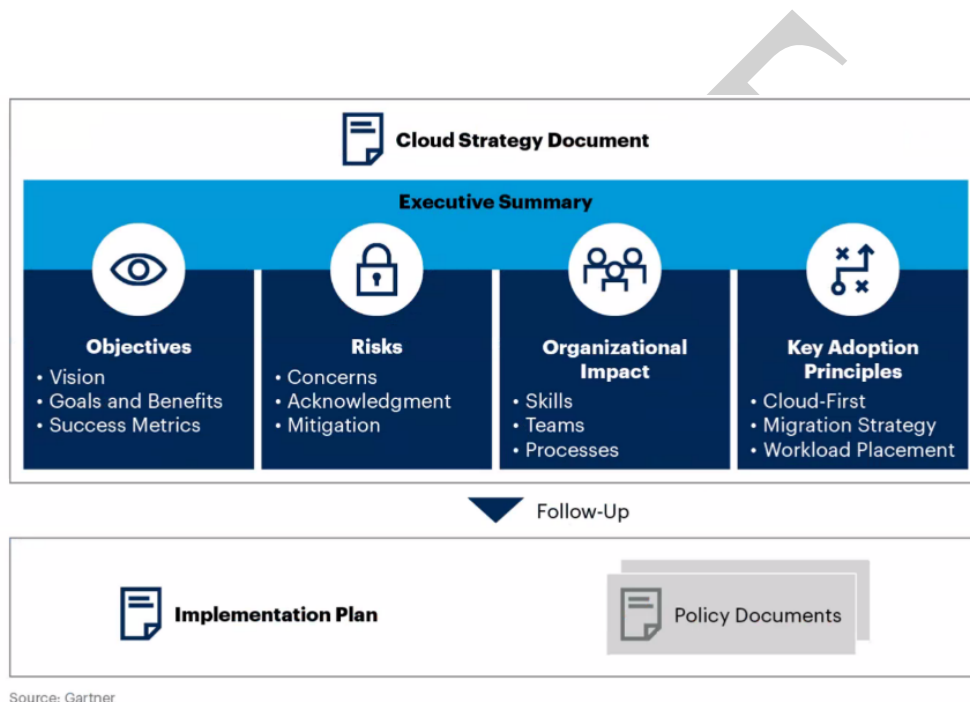 Cloud Strategy Document
Executive Summary
Objectives
• Vision
• Goals and Benefits
• Success Metrics
Risks
• Concerns
• Acknowledgment
• Mitigation
Organizational
Impact
• Skills
• Teams
• Processes
Key Adoption
Principles
• Cloud-First
• Migration Strategy
• Workload Placement
Follow-Up
Implementation Plan
Policy Documents
Source: Gartner